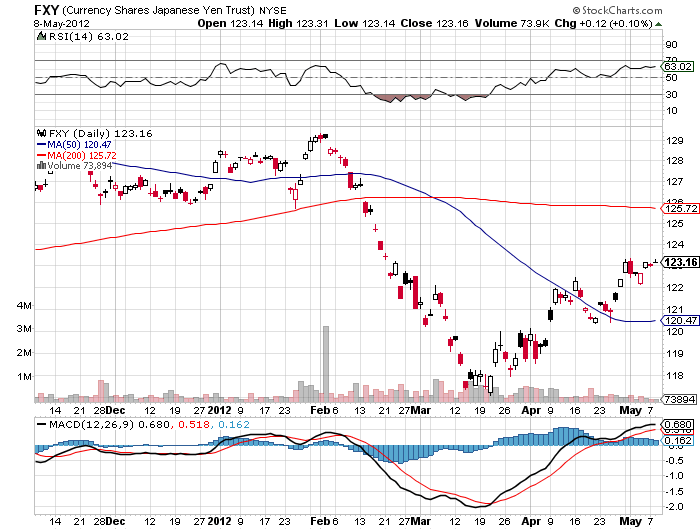 FXY (Currency Shares Japanese Yen Trust) NYSE
© StockCharts.com
8-May-2012
Open 123.14 High 123.31 Low 123.14 Close 123.16 Volume 73.9K Chg +0.12 (+0.10%)
RSI(14) 63.02
90
70
63.02
50
30
10
FXY (Daily) 123.16
MA(50) 120.47
MA(200) 125.72
Volume 73,894
129
128
127
126
125.72
125
124
123.16
122
121
120.47
120
119
118
4M
3M
2M
1M
73894
14 21 28 Dec 12 19 27 2012 9 17 23 Feb 6 13 21 27 Mar 12 19 26 Apr 9 16 23 May 7
MACD(12,26,9) 0.680, 0.518, 0.162
0.680
0.518
0.162
0.0
-0.5
-1.0
-1.5
-2.0
14 21 28 Dec 12 19 27 2012 9 17 23 Feb 6 13 21 27 Mar 12 19 26 Apr 9 16 23 May 7